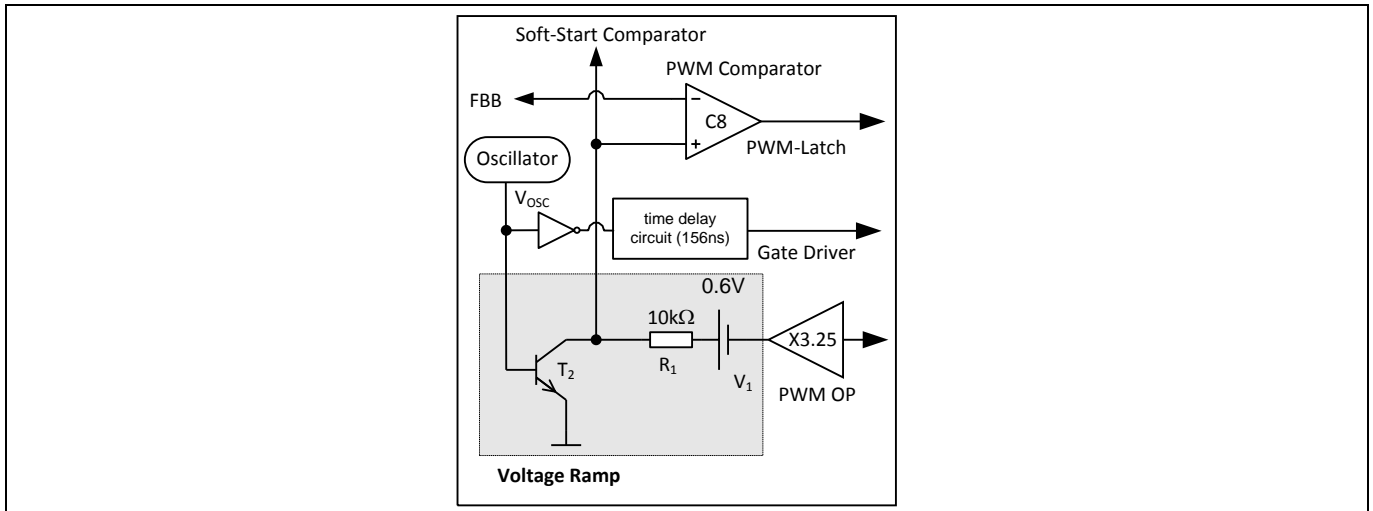 Soft-Start Comparator
PWM Comparator
FBB
−
C8
+
PWM-Latch
Oscillator
VOSC
time delay
circuit (156ns)
Gate Driver
0.6V
10kΩ
X3.25
T2
R1
V1
PWM OP
Voltage Ramp